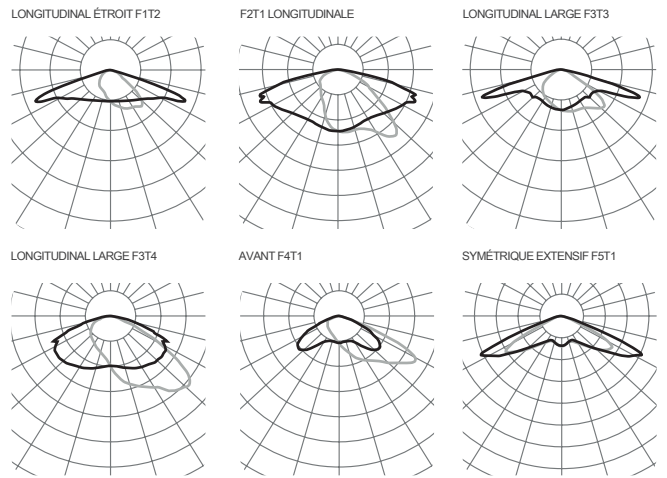 LONGITUDINAL ÉTROIT F1T2
F2T1 LONGITUDINALE
LONGITUDINAL LARGE F3T3
LONGITUDINAL LARGE F3T4
AVANT F4T1
SYMÉTRIQUE EXTENSIF F5T1